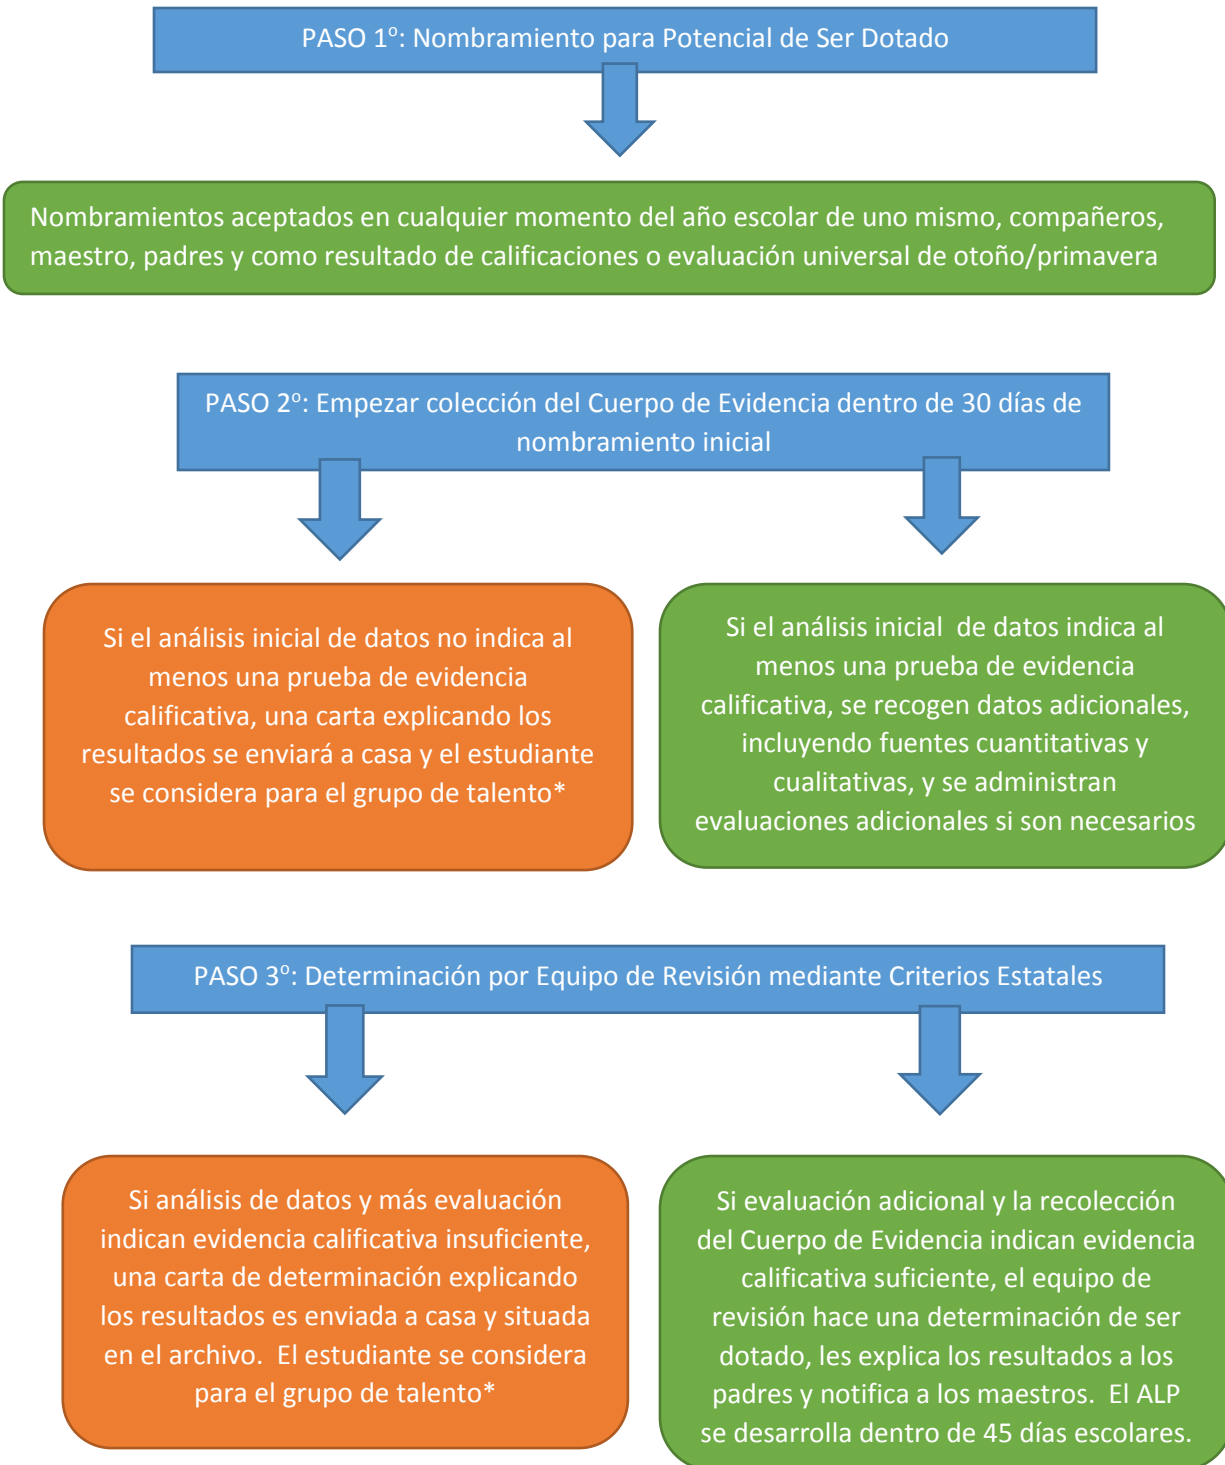 PASO 1º: Nombramiento para Potencial de Ser Dotado
Nombramientos aceptados en cualquier momento del año escolar de uno mismo, compañeros,
maestro, padres y como resultado de calificaciones o evaluación universal de otoño/primavera
PASO 2º: Empezar colección del Cuerpo de Evidencia dentro de 30 días de
nombramiento inicial
Si el análisis inicial de datos no indica al
menos una prueba de evidencia
calificativa, una carta explicando los
resultados se enviará a casa y el estudiante
se considera para el grupo de talento*
Si el análisis inicial  de datos indica al
menos una prueba de evidencia
calificativa, se recogen datos adicionales,
incluyendo fuentes cuantitativas y
cualitativas, y se administran
evaluaciones adicionales si son necesarios
PASO 3º: Determinación por Equipo de Revisión mediante Criterios Estatales
Si análisis de datos y más evaluación
indican evidencia calificativa insuficiente,
una carta de determinación explicando
los resultados es enviada a casa y situada
en el archivo.  El estudiante se considera
para el grupo de talento*
Si evaluación adicional y la recolección
del Cuerpo de Evidencia indican evidencia
calificativa suficiente, el equipo de
revisión hace una determinación de ser
dotado, les explica los resultados a los
padres y notifica a los maestros.  El ALP
se desarrolla dentro de 45 días escolares.